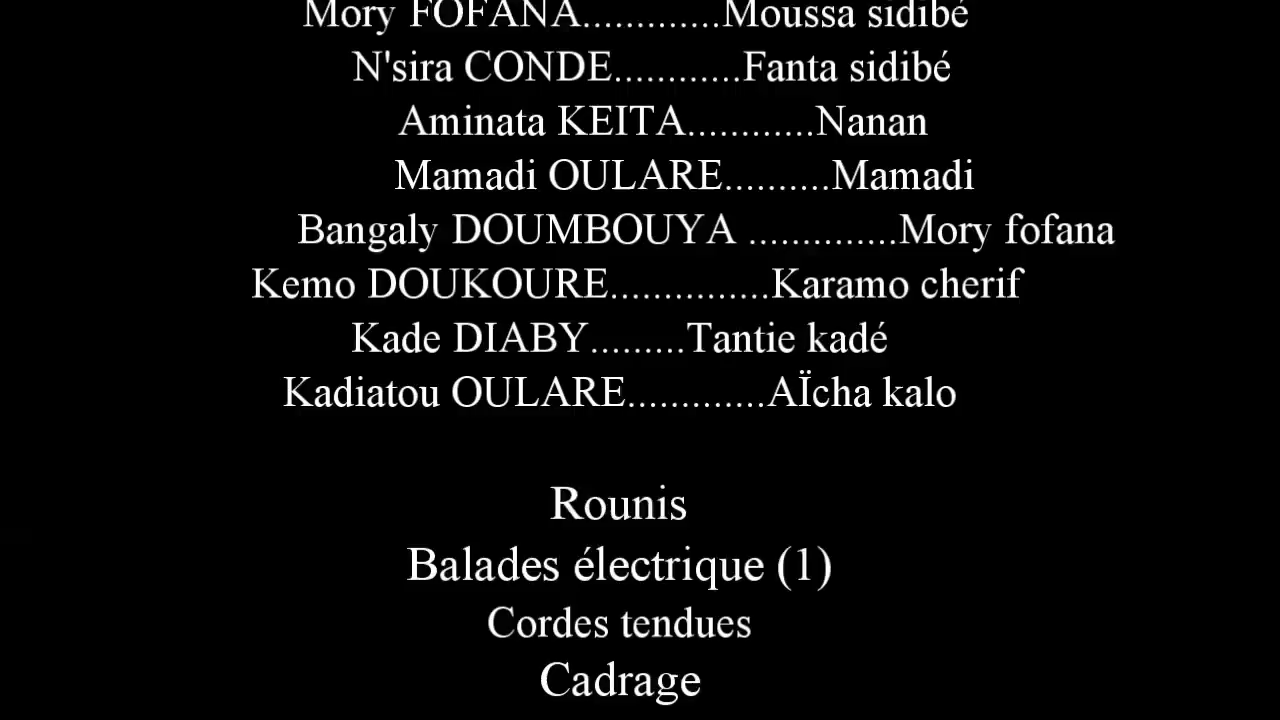 Mory FOFANA.............Moussa sidibé
N'sira CONDE............Fanta sidibé
Aminata KEITA............Nanan
Mamadi OULARE..........Mamadi
Bangaly DOUMBOUYA ..............Mory fofana
Kemo DOUKOURE...............Karamo cherif
Kade DIABY.........Tantie kadé
Kadiatou OULARE.............AÏcha kalo
Rounis
Balades électrique (1)
Cordes tendues
Cadrage